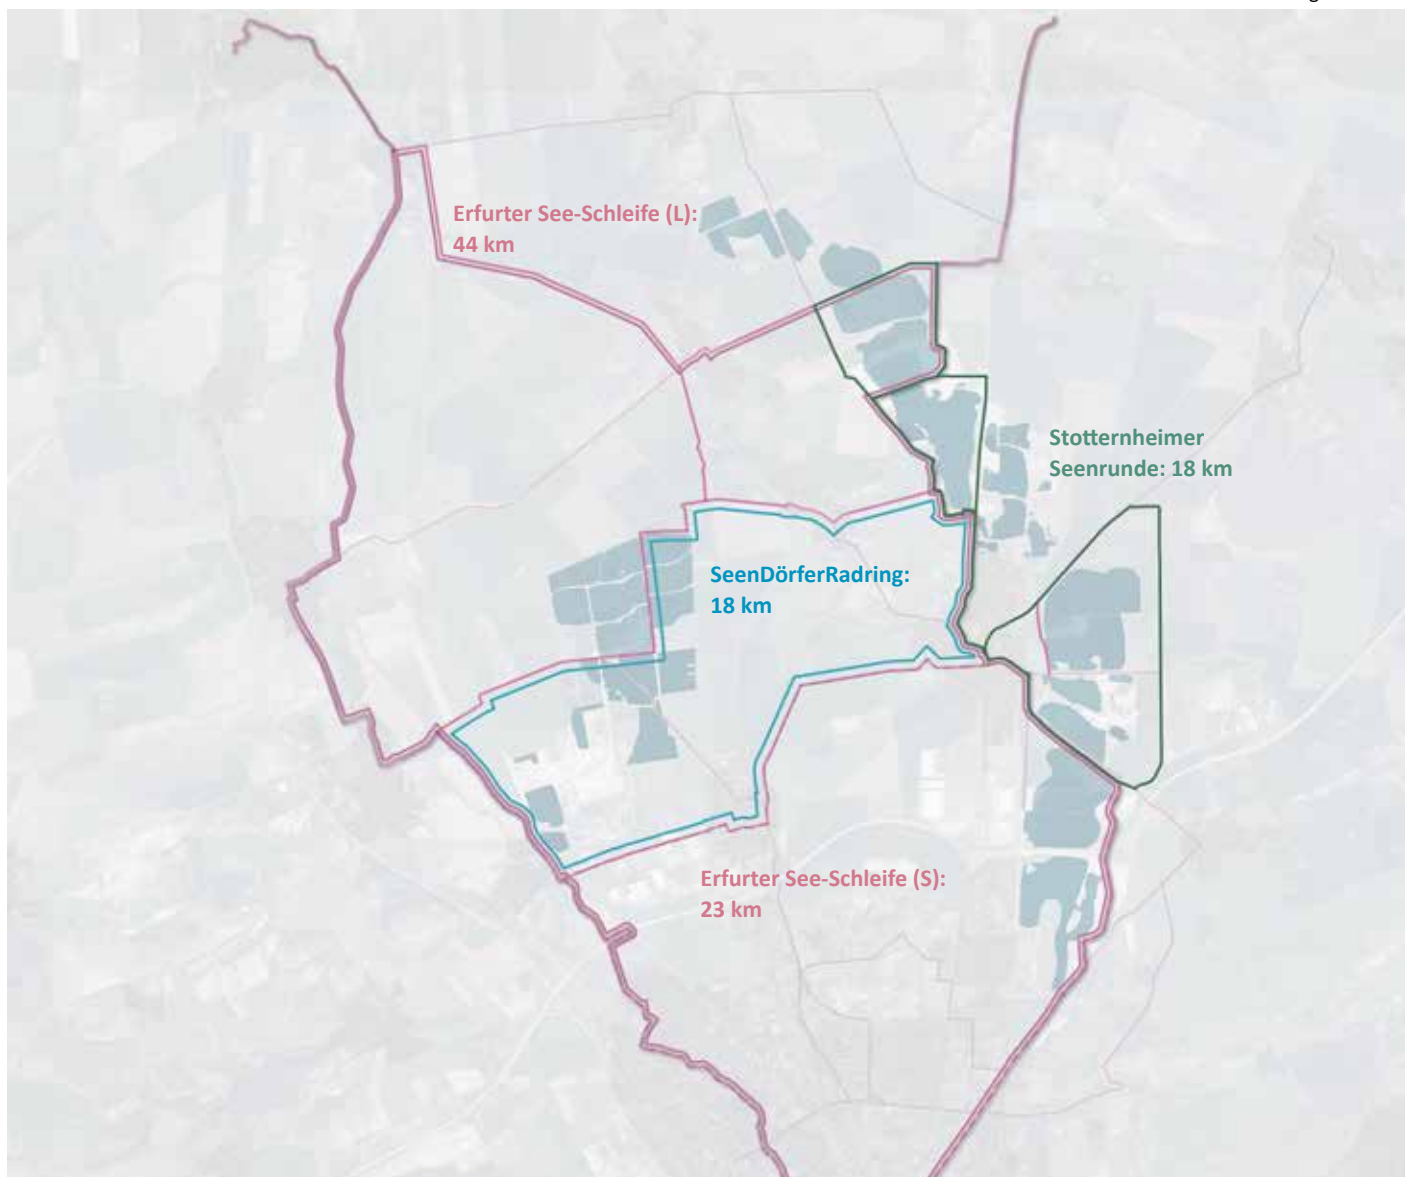 Erfurter See-Schleife (L):
44 km
Stotternheimer
Seenrunde: 18 km
SeenDörferRadring:
18 km
Erfurter See-Schleife (S):
23 km